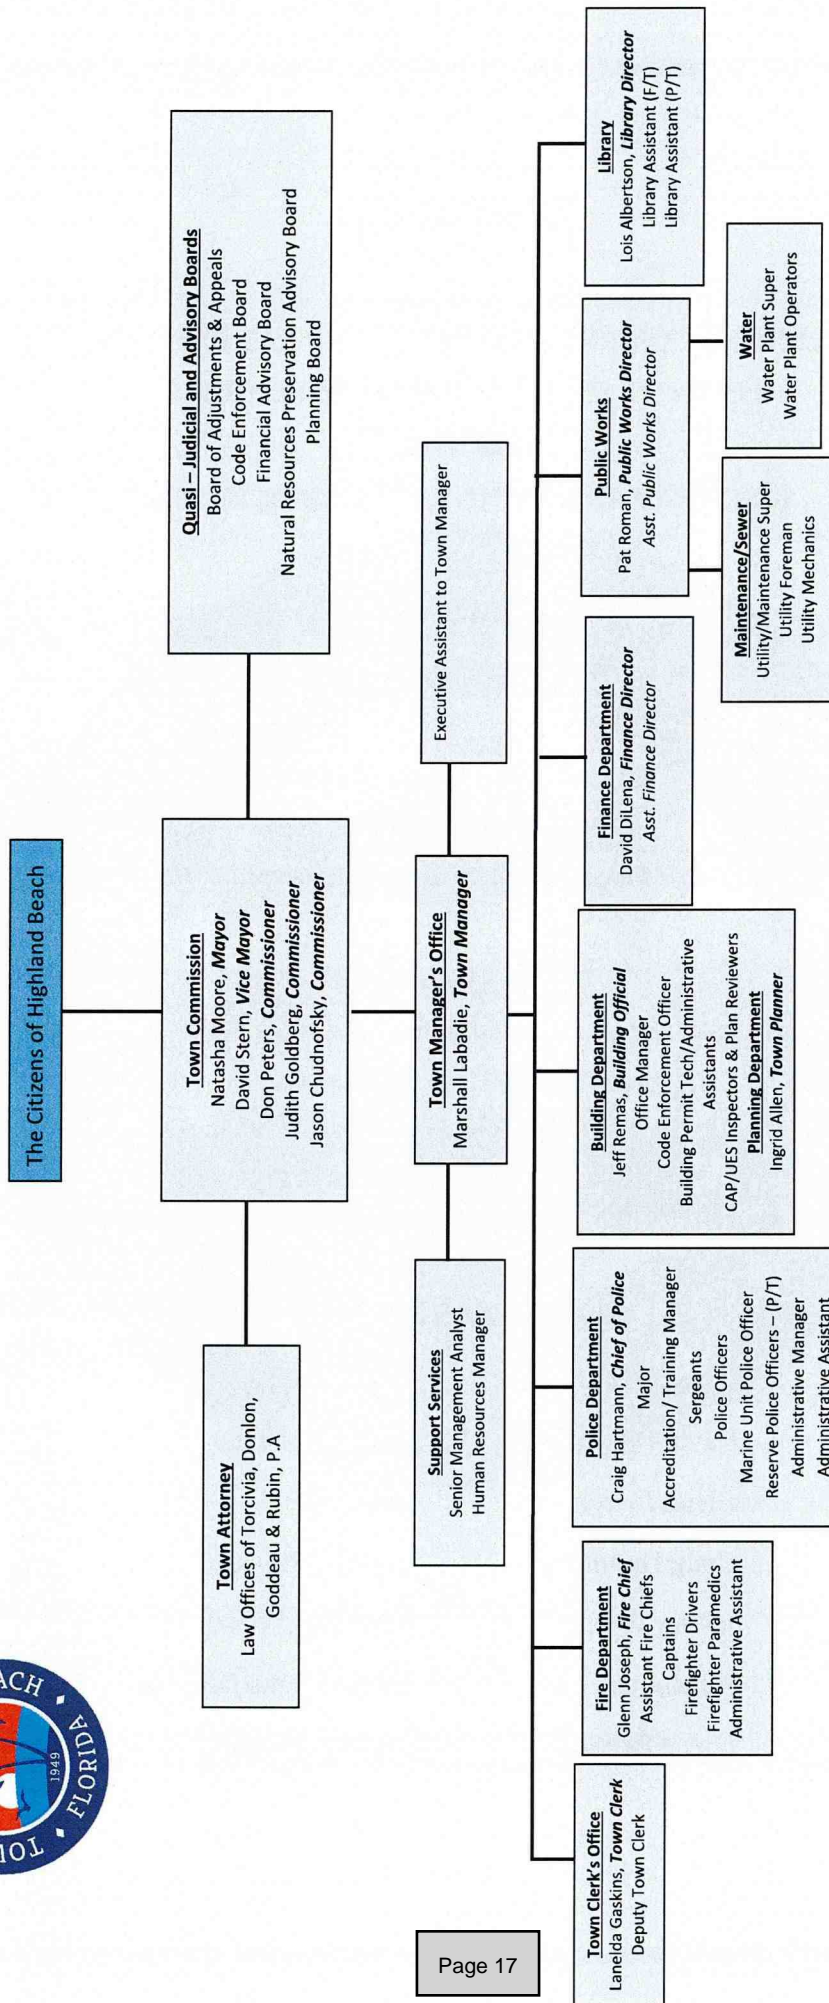 The Citizens of Highland Beach
Town Attorney
Law Offices of Torcivia, Donlon,
Goddeau & Rubin, P.A
Town Commission
Natasha Moore, Mayor
David Stern, Vice Mayor
Don Peters, Commissioner
Judith Goldberg, Commissioner
Jason Chudnofsky, Commissioner
Quasi – Judicial and Advisory Boards
Board of Adjustments & Appeals
Code Enforcement Board
Financial Advisory Board
Natural Resources Preservation Advisory Board
Planning Board
Support Services
Senior Management Analyst
Human Resources Manager
Town Manager's Office
Marshall Labadie, Town Manager
Executive Assistant to Town Manager
Town Clerk's Office
Lanelda Gaskins, Town Clerk
Deputy Town Clerk
Fire Department
Glenn Joseph, Fire Chief
Assistant Fire Chiefs
Captains
Firefighter Drivers
Firefighter Paramedics
Administrative Assistant
Police Department
Craig Hartmann, Chief of Police
Major
Accreditation/ Training Manager
Sergeants
Police Officers
Marine Unit Police Officer
Reserve Police Officers – (P/T)
Administrative Manager
Administrative Assistant
Building Department
Jeff Remas, Building Official
Office Manager
Code Enforcement Officer
Building Permit Tech/Administrative
Assistants
CAP/UES Inspectors & Plan Reviewers
Planning Department
Ingrid Allen, Town Planner
Finance Department
David DiLena, Finance Director
Asst. Finance Director
Public Works
Pat Roman, Public Works Director
Asst. Public Works Director
Library
Lois Albertson, Library Director
Library Assistant (F/T)
Library Assistant (P/T)
Maintenance/Sewer
Utility/Maintenance Super
Utility Foreman
Utility Mechanics
Water
Water Plant Super
Water Plant Operators
FLORIDA
1949
Page 17